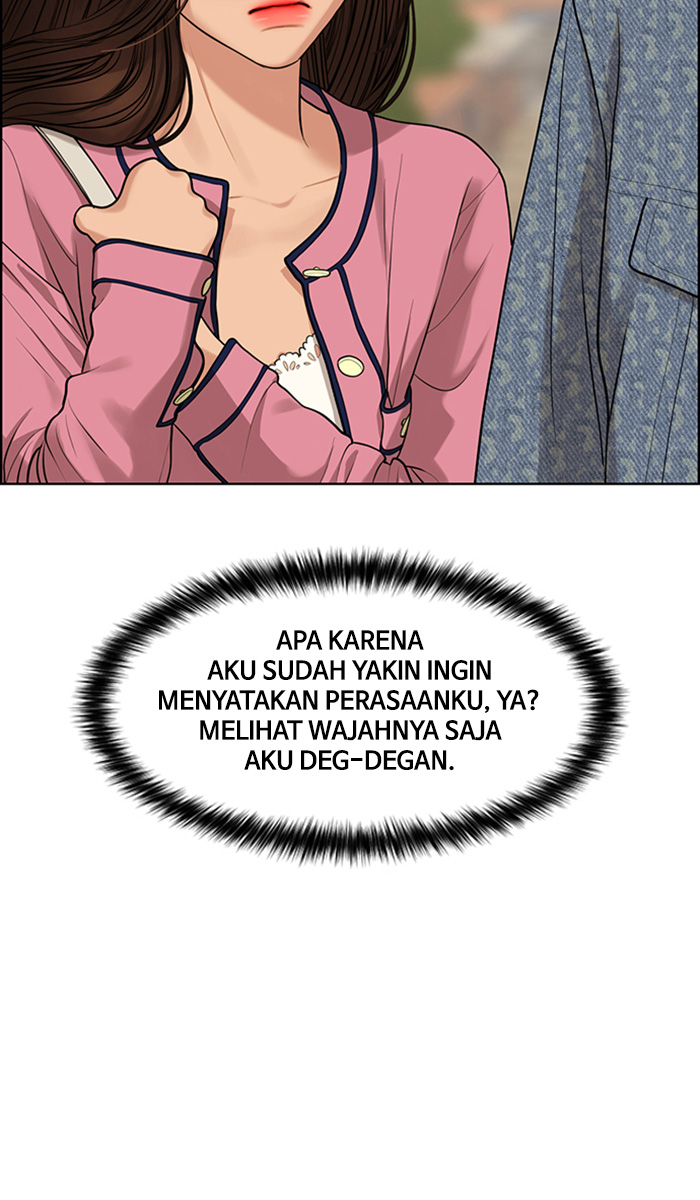 APA KARENA
AKU SUDAH YAKIN INGIN
MENYATAKAN PERASAANKU, YA?
MELIHAT WAJAHNYA SAJA
AKU DEG-DEGAN.